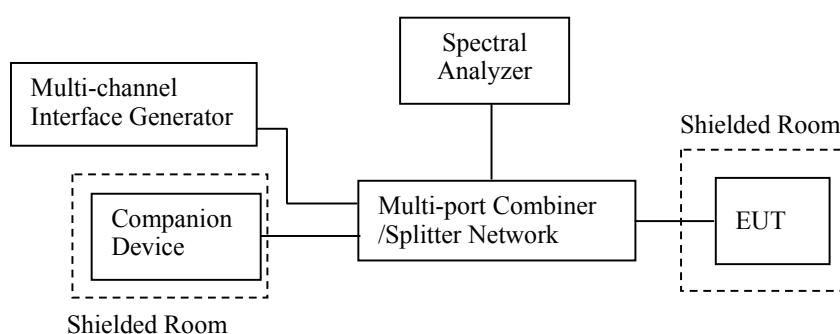 Spectral
Analyzer
Multi-channel
Interface Generator
Shielded Room
Companion
Device
Multi-port Combiner
/Splitter Network
EUT
Shielded Room